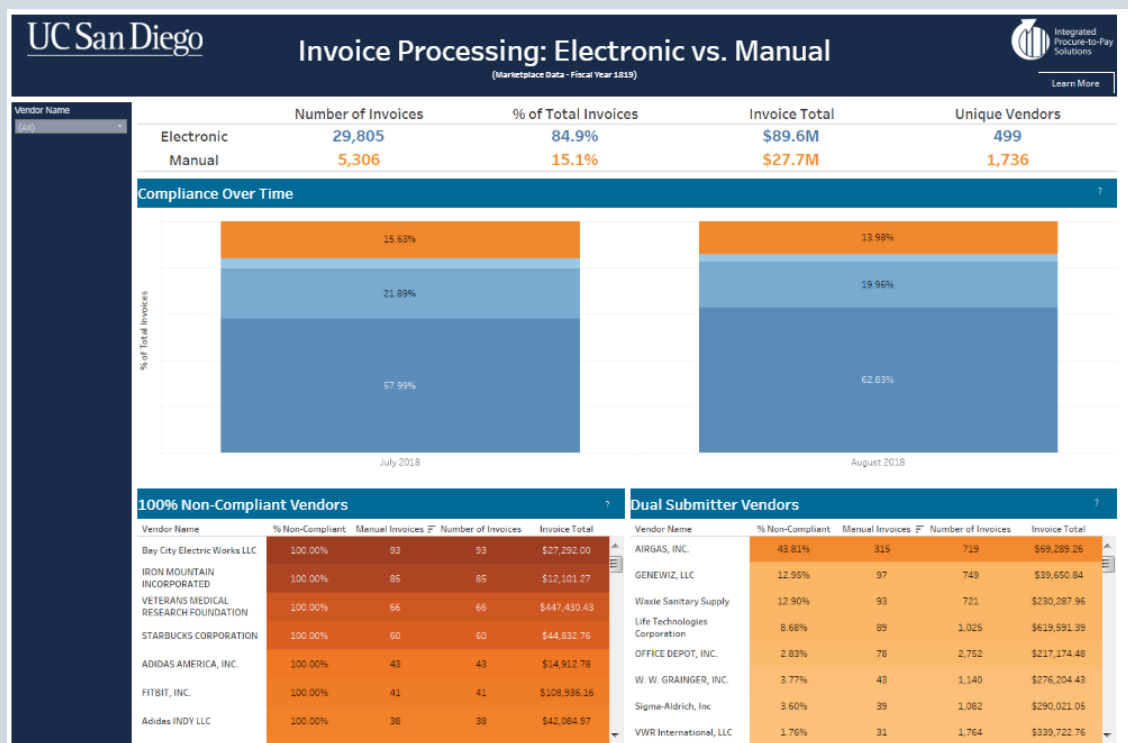 UC San Diego
Invoice Processing: Electronic vs. Manual
(Marketplace Data - Fiscal Year 1819)
Integrated
Procure-to-Pay
Solutions
Learn More
Vendor Name
(All)
Number of Invoices % of Total Invoices Invoice Total Unique Vendors
Electronic 29,805 84.9% $89.6M 499
Manual 5,306 15.1% $27.7M 1,736
Compliance Over Time ?
% of Total Invoices
15.63% 13.98%
21.89% 19.96%
57.99% 62.83%
July 2018 August 2018
100% Non-Compliant Vendors ?
Vendor Name % Non-Compliant Manual Invoices Number of Invoices Invoice Total
Bay City Electric Works LLC 100.00% 93 93 $27,292.00
IRON MOUNTAIN
INCORPORATED 100.00% 85 85 $12,101.27
VETERANS MEDICAL
RESEARCH FOUNDATION 100.00% 66 66 $447,430.43
STARBUCKS CORPORATION 100.00% 60 60 $44,832.76
ADIDAS AMERICA, INC. 100.00% 43 43 $14,912.78
FITBIT, INC. 100.00% 41 41 $108,936.16
Adidas INDY LLC 100.00% 38 38 $42,084.97
Dual Submitter Vendors ?
Vendor Name % Non-Compliant Manual Invoices Number of Invoices Invoice Total
AIRGAS, INC. 43.81% 315 719 $69,289.26
GENEWIZ, LLC 12.95% 97 749 $39,650.84
Waxie Sanitary Supply 12.90% 93 721 $230,287.96
Life Technologies
Corporation 8.68% 89 1,025 $619,591.39
OFFICE DEPOT, INC. 2.83% 78 2,752 $217,174.48
W. W. GRAINGER, INC. 3.77% 43 1,140 $276,204.43
Sigma-Aldrich, Inc 3.60% 39 1,082 $290,021.05
VWR International, LLC 1.76% 31 1,764 $339,722.76